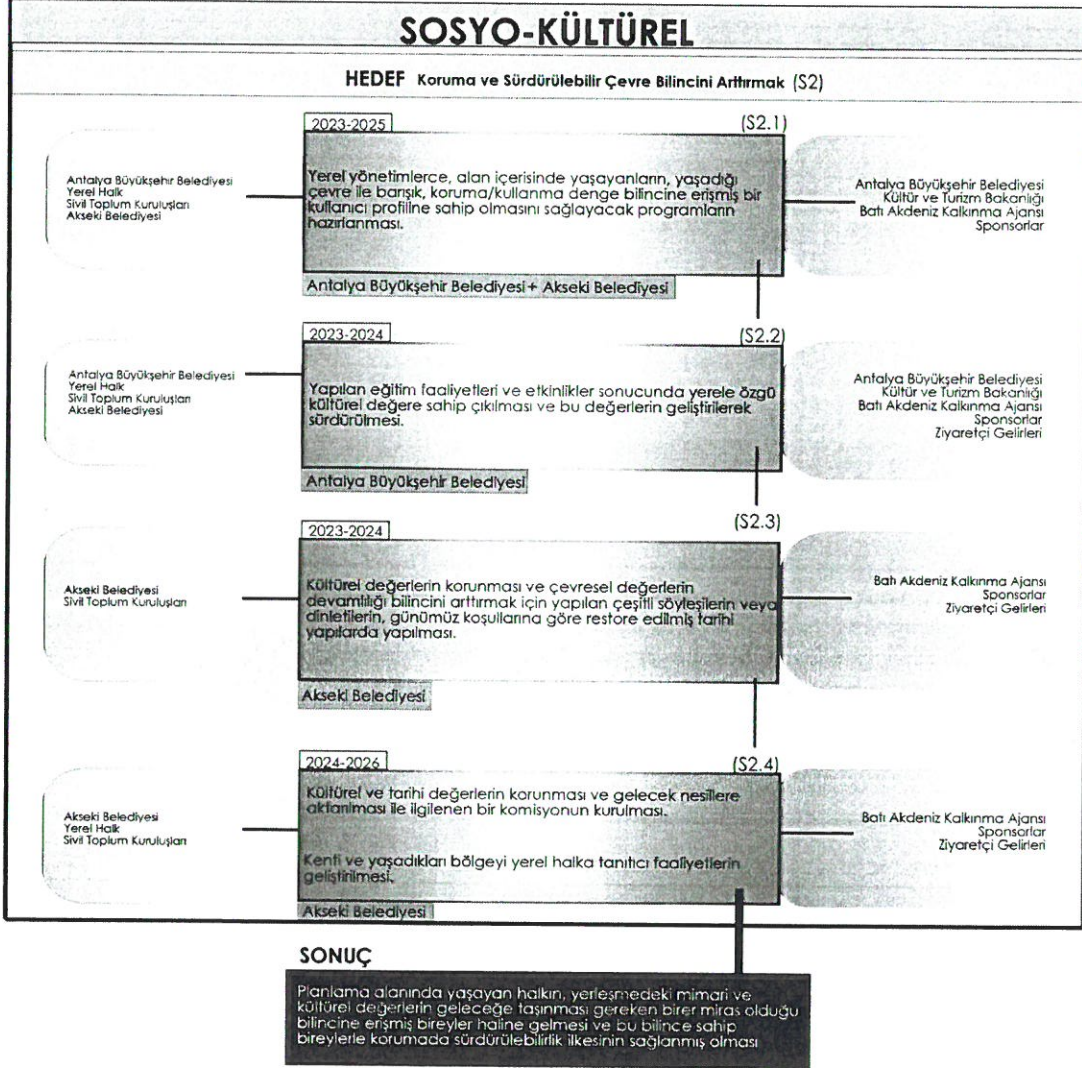 SOSYO-KÜLTÜREL
HEDEF Koruma ve Sürdürülebilir Çevre Bilincini Arttırmak (S2)
2023-2025
(S2.1)
Antalya Büyükşehir Belediyesi
Yerel Halk
Sivil Toplum Kuruluşları
Akseki Belediyesi
Yerel yönetimlerce, alan içerisinde yaşayanların, yaşadığı
çevre ile barışık, koruma/kullanma denge bilincine erişmiş bir
kullanıcı profiline sahip olmasını sağlayacak programların
hazırlanması.
Antalya Büyükşehir Belediyesi
Kültür ve Turizm Bakanlığı
Batı Akdeniz Kalkınma Ajansı
Sponsorlar
Antalya Büyükşehir Belediyesi+ Akseki Belediyesi
2023-2024
(S2.2)
Antalya Büyükşehir Belediyesi
Yerel Halk
Sivil Toplum Kuruluşları
Akseki Belediyesi
Yapılan eğitim faaliyetleri ve etkinlikler sonucunda yerele özgü
kültürel değere sahip çıkılması ve bu değerlerin geliştirilerek
sürdürülmesi.
Antalya Büyükşehir Belediyesi
Kültür ve Turizm Bakanlığı
Batı Akdeniz Kalkınma Ajansı
Sponsorlar
Ziyaretçi Gelirleri
Antalya Büyükşehir Belediyesi
2023-2024
(S2.3)
Akseki Belediyesi
Sivil Toplum Kuruluşları
Kültürel değerlerin korunması ve çevresel değerlerin
devamlılığı bilincini arttırmak için yapılan çeşitli söyleşilerin veya
dinletilerin, günümüz koşullarına göre restore edilmiş tarihi
yapılarda yapılması.
Batı Akdeniz Kalkınma Ajansı
Sponsorlar
Ziyaretçi Gelirleri
Akseki Belediyesi
2024-2026
(S2.4)
Akseki Belediyesi
Yerel Halk
Sivil Toplum Kuruluşları
Kültürel ve tarihi değerlerin korunması ve gelecek nesillere
aktarılması ile ilgilenen bir komisyonun kurulması.
Kenti ve yaşadıkları bölgeyi yerel halka tanıtıcı faaliyetlerin
geliştirilmesi.
Batı Akdeniz Kalkınma Ajansı
Sponsorlar
Ziyaretçi Gelirleri
Akseki Belediyesi
SONUÇ
Planlama alanında yaşayan halkın, yerleşmedeki mimari ve
kültürel değerlerin geleceğe taşınması gereken birer miras olduğu
bilincine erişmiş bireyler haline gelmesi ve bu bilince sahip
bireylerle korumada sürdürülebilirlik ilkesinin sağlanmış olması